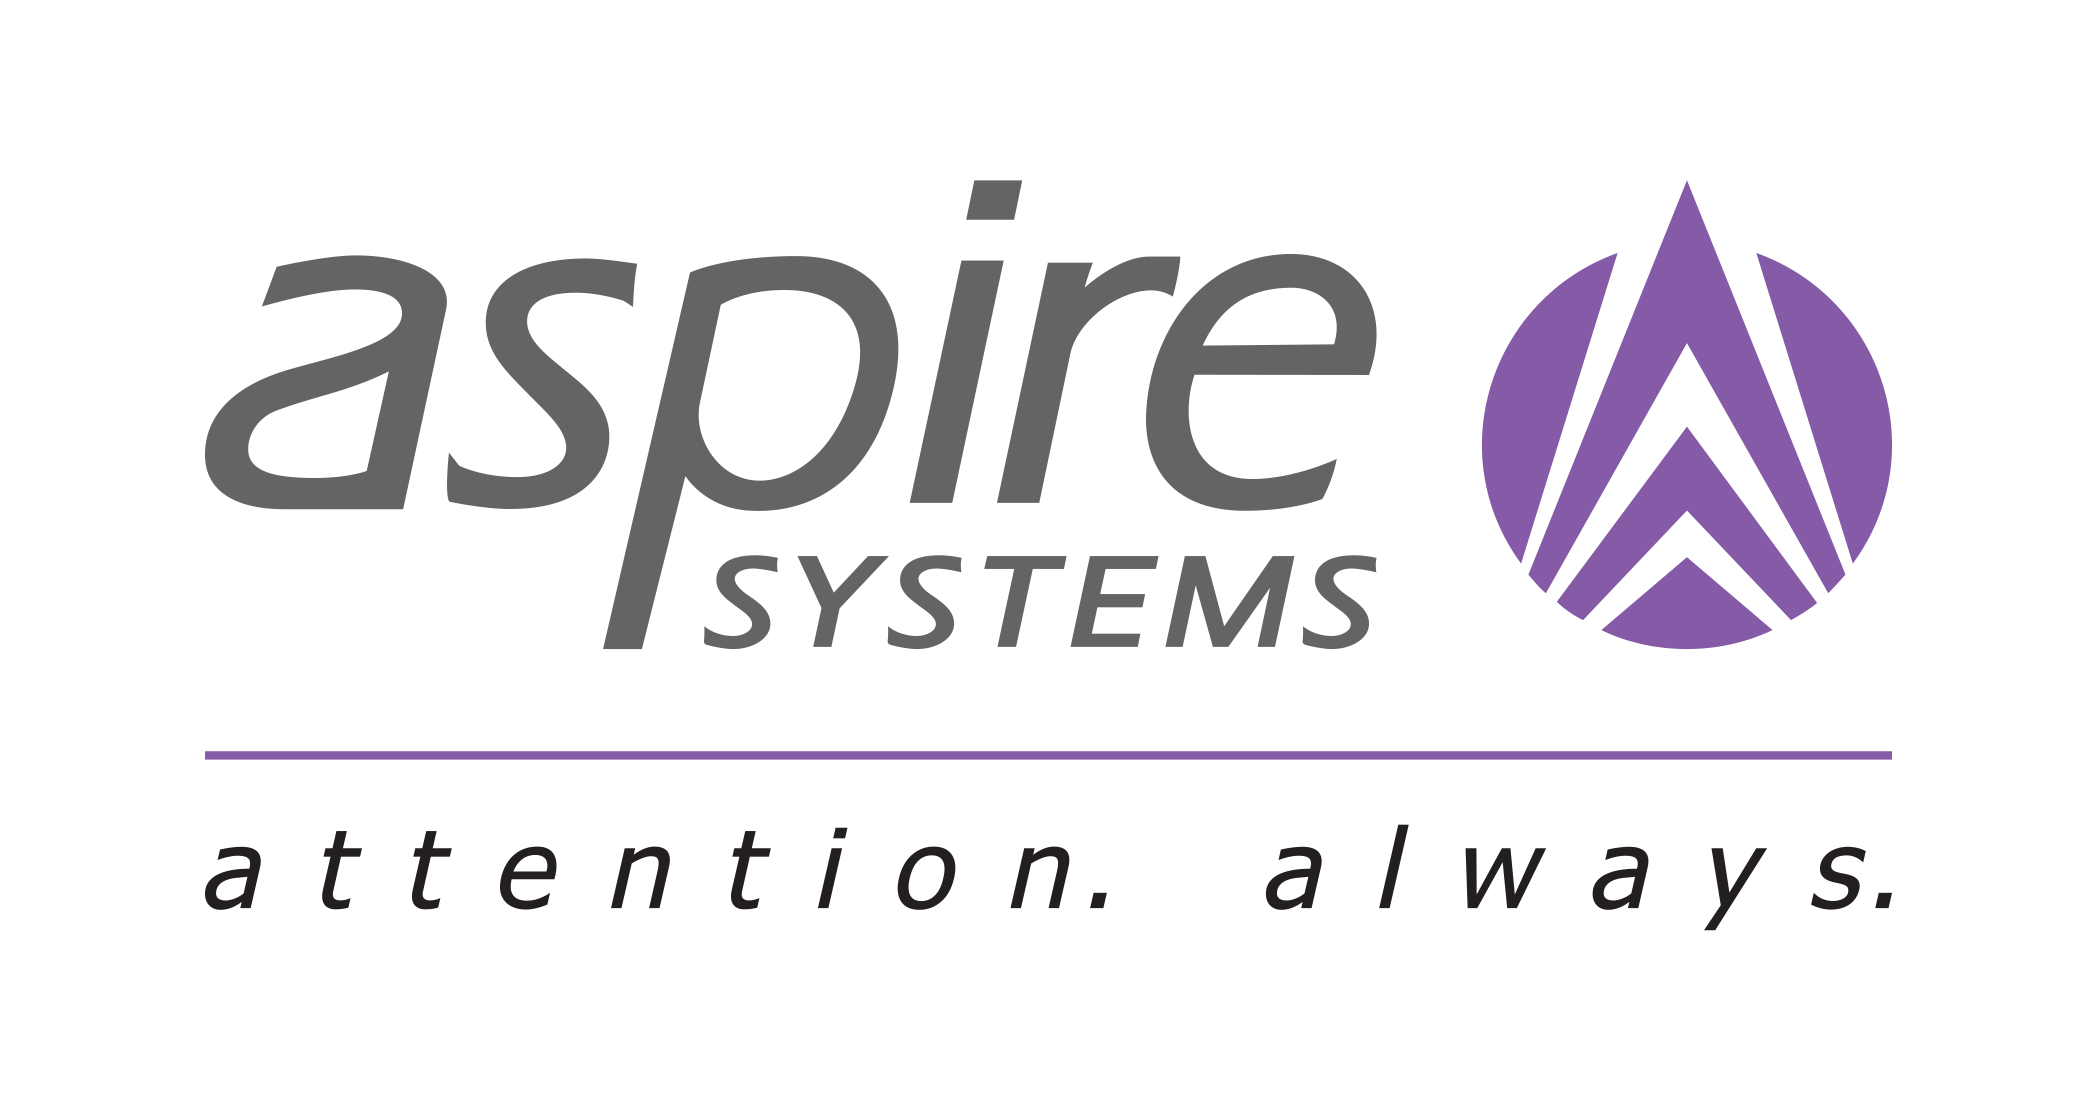 aspire
SYSTEMS
attention. always.